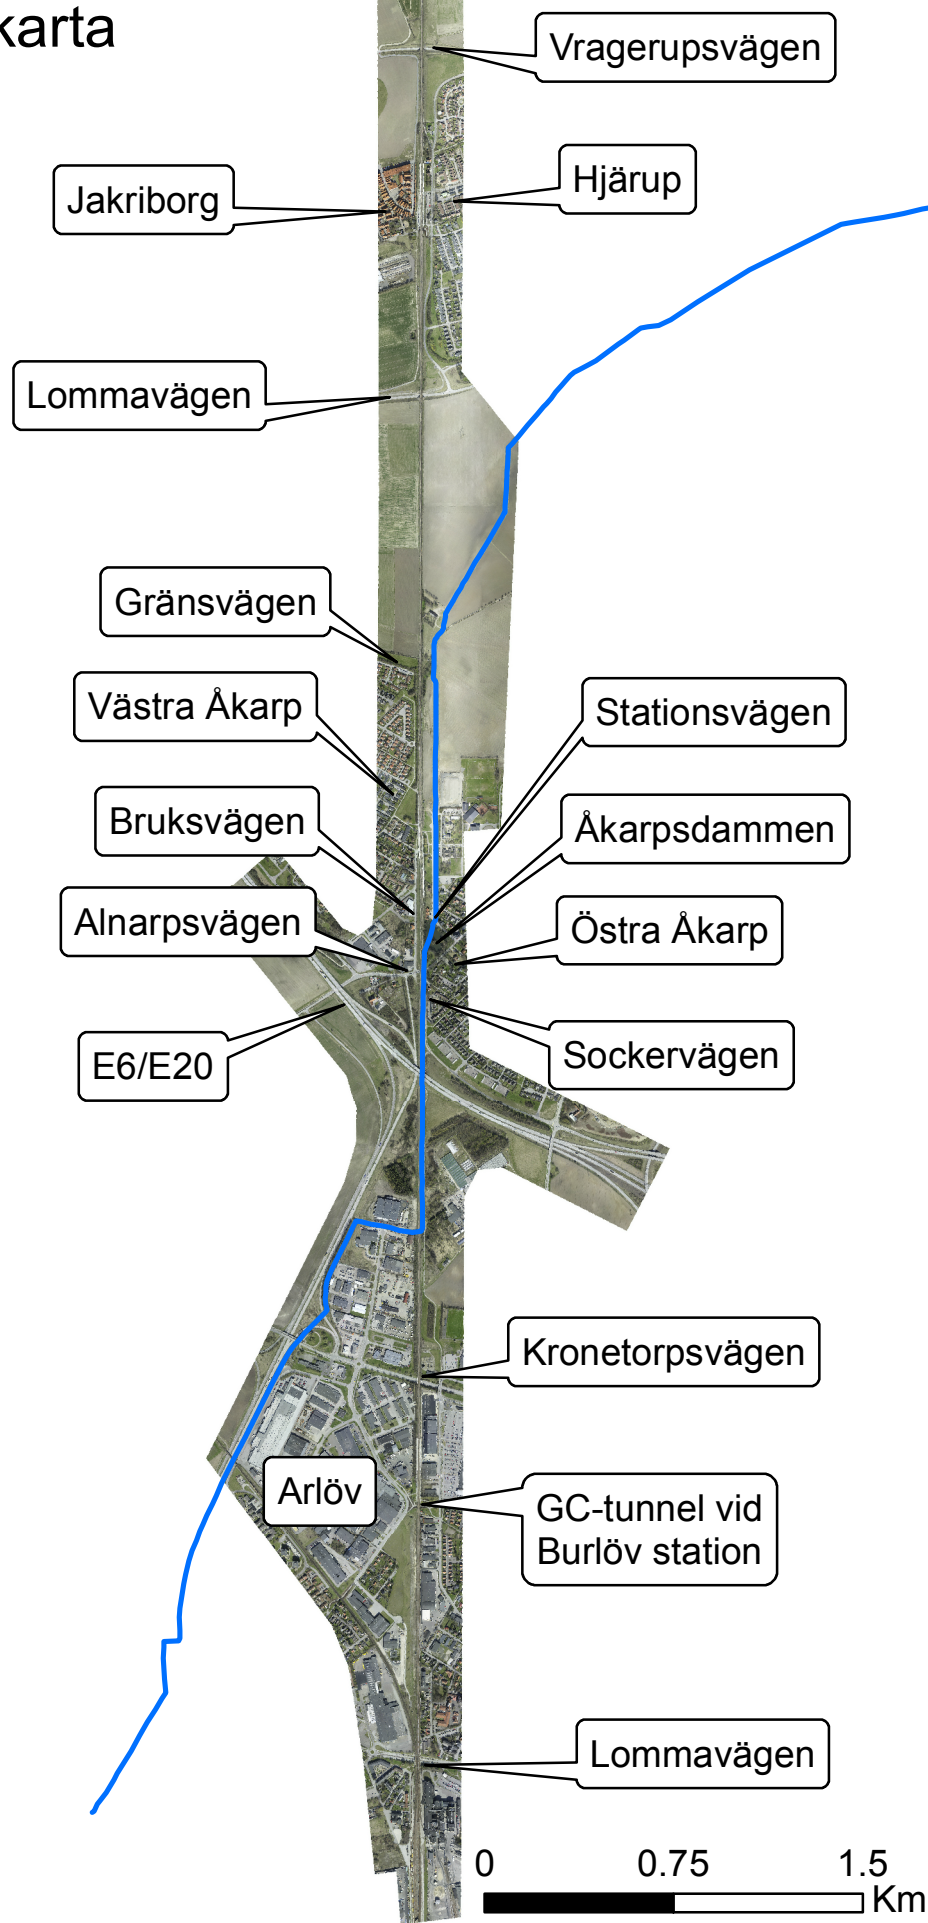 karta
Vragerupsvägen
Hjärup
Jakriborg
Lommavägen
Gränsvägen
Västra Åkarp
Stationsvägen
Bruksvägen
Åkarpsdammen
Alnarpsvägen
Östra Åkarp
E6/E20
Sockervägen
Kronetorpsvägen
Arlöv
GC-tunnel vid
Burlöv station
Lommavägen
0 0.75 1.5
Km